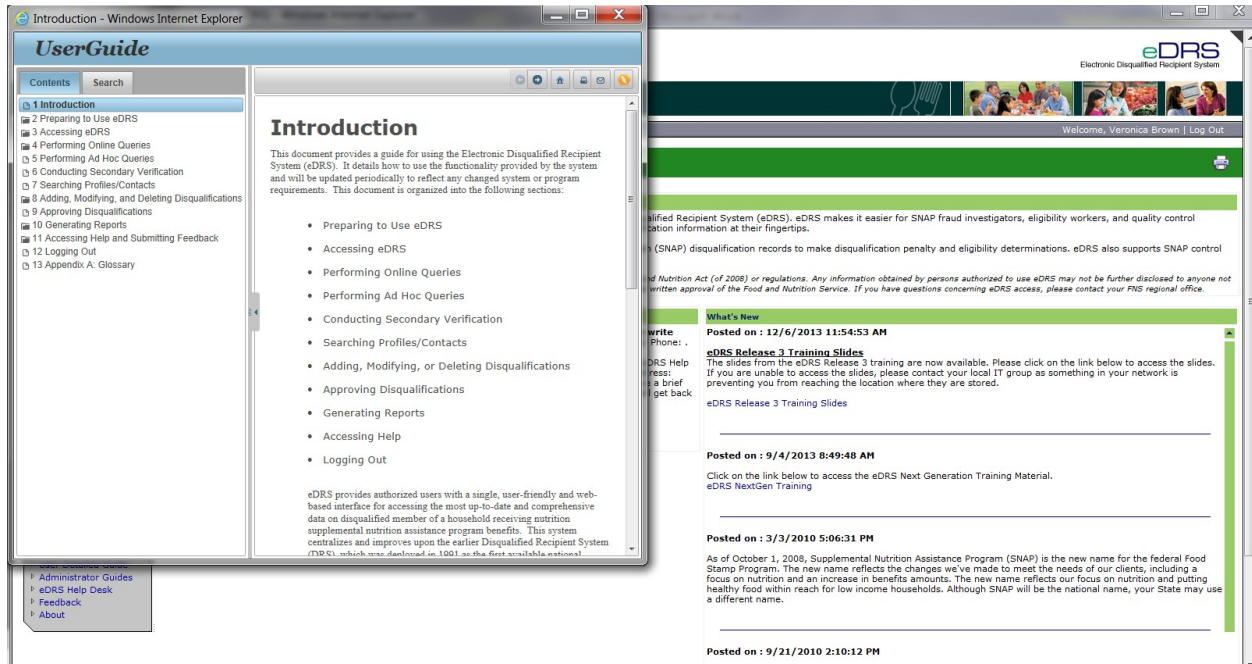 Introduction - Windows Internet Explorer
UserGuide
Contents
Search
1 Introduction
2 Preparing to Use eDRS
3 Accessing eDRS
4 Performing Online Queries
5 Performing Ad Hoc Queries
6 Conducting Secondary Verification
7 Searching Profiles/Contacts
8 Adding, Modifying, and Deleting Disqualifications
9 Approving Disqualifications
10 Generating Reports
11 Accessing Help and Submitting Feedback
12 Logging Out
13 Appendix A: Glossary
Introduction
This document provides a guide for using the Electronic Disqualified Recipient
System (eDRS). It details how to use the functionality provided by the system
and will be updated periodically to reflect any changed system or program
requirements. This document is organized into the following sections:
• Preparing to Use eDRS
• Accessing eDRS
• Performing Online Queries
• Performing Ad Hoc Queries
• Conducting Secondary Verification
• Searching Profiles/Contacts
• Adding, Modifying, or Deleting Disqualifications
• Approving Disqualifications
• Generating Reports
• Accessing Help
• Logging Out
eDRS provides authorized users with a single, user-friendly and web-
based interface for accessing the most up-to-date and comprehensive
data on disqualified member of a household receiving nutrition
supplemental nutrition assistance program benefits. This system
centralizes and improves upon the earlier Disqualified Recipient System
(DRS), which was deployed in 1991 as the first available national
eDRS
Electronic Disqualified Recipient System
Welcome, Veronica Brown | Log Out
alified Recipient System (eDRS). eDRS makes it easier for SNAP fraud investigators, eligibility workers, and quality control
cation information at their fingertips.
(SNAP) disqualification records to make disqualification penalty and eligibility determinations. eDRS also supports SNAP control
nd Nutrition Act (of 2008) or regulations. Any information obtained by persons authorized to use eDRS may not be further disclosed to anyone not
written approval of the Food and Nutrition Service. If you have questions concerning eDRS access, please contact your FNS regional office.
write
Phone: .
DRS Help
ress:
a brief
l get back
What's New
Posted on : 12/6/2013 11:54:53 AM
eDRS Release 3 Training Slides
The slides from the eDRS Release 3 training are now available. Please click on the link below to access the slides.
If you are unable to access the slides, please contact your local IT group as something in your network is
preventing you from reaching the location where they are stored.
eDRS Release 3 Training Slides
Posted on : 9/4/2013 8:49:48 AM
Click on the link below to access the eDRS Next Generation Training Material.
eDRS NextGen Training
Posted on : 3/3/2010 5:06:31 PM
As of October 1, 2008, Supplemental Nutrition Assistance Program (SNAP) is the new name for the federal Food
Stamp Program. The new name reflects the changes we've made to meet the needs of our clients, including a
focus on nutrition and an increase in benefits amounts. The new name reflects our focus on nutrition and putting
healthy food within reach for low income households. Although SNAP will be the national name, your State may use
a different name.
Posted on : 9/21/2010 2:10:12 PM
User Detailed Guide
Administrator Guides
eDRS Help Desk
Feedback
About